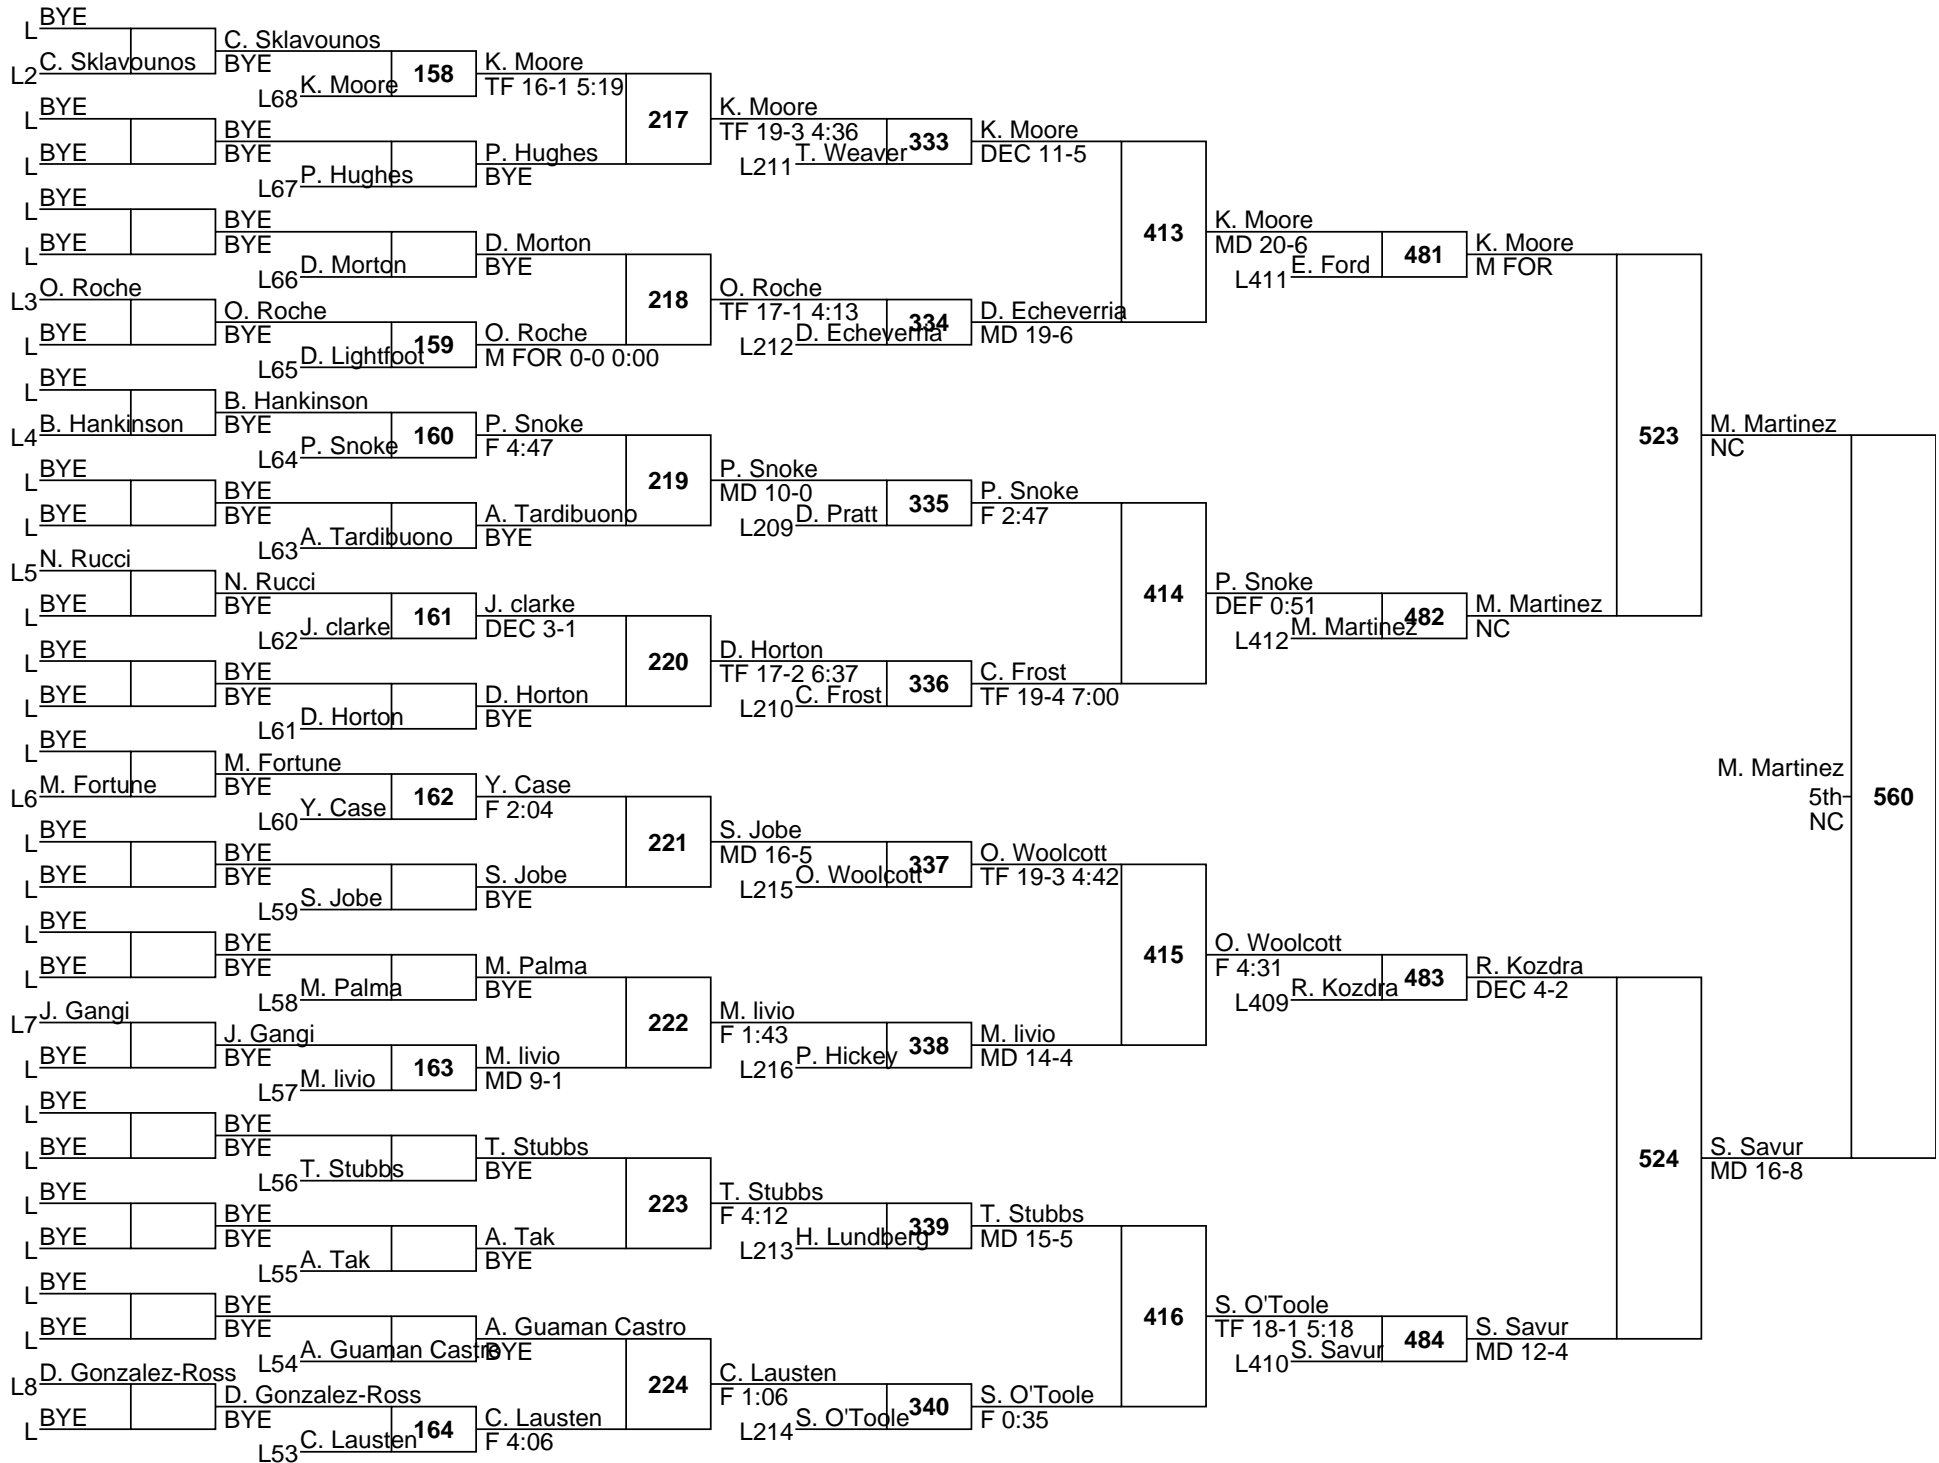 BYE
L
C. Sklavounos
L2
C. Sklavounos
BYE
K. Moore
L68
158
K. Moore
TF 16-1 5:19
BYE
L
BYE
L
BYE
BYE
P. Hughes
L67
P. Hughes
BYE
217
K. Moore
TF 19-3 4:36
T. Weaver
L211
333
K. Moore
DEC 11-5
BYE
L
BYE
L
BYE
BYE
D. Morton
L66
D. Morton
BYE
O. Roche
L3
BYE
L
O. Roche
BYE
D. Lightfoot
L65
159
O. Roche
M FOR 0-0 0:00
218
O. Roche
TF 17-1 4:13
D. Echeverria
L212
334
D. Echeverria
MD 19-6
413
K. Moore
MD 20-6
E. Ford
L411
481
K. Moore
M FOR
BYE
L
B. Hankinson
L4
B. Hankinson
BYE
P. Snoke
L64
160
P. Snoke
F 4:47
BYE
L
BYE
L
BYE
BYE
A. Tardibuono
L63
A. Tardibuono
BYE
219
P. Snoke
MD 10-0
D. Pratt
L209
335
P. Snoke
F 2:47
N. Rucci
L5
BYE
L
N. Rucci
BYE
J. clarke
L62
161
J. clarke
DEC 3-1
BYE
L
BYE
L
BYE
BYE
D. Horton
L61
D. Horton
BYE
220
D. Horton
TF 17-2 6:37
C. Frost
L210
336
C. Frost
TF 19-4 7:00
414
P. Snoke
DEF 0:51
M. Martinez
L412
482
M. Martinez
NC
523
M. Martinez
NC
BYE
L
M. Fortune
L6
M. Fortune
BYE
Y. Case
L60
162
Y. Case
F 2:04
BYE
L
BYE
L
BYE
BYE
S. Jobe
L59
S. Jobe
BYE
221
S. Jobe
MD 16-5
O. Woolcott
L215
337
O. Woolcott
TF 19-3 4:42
BYE
L
BYE
L
BYE
BYE
M. Palma
L58
M. Palma
BYE
J. Gangi
L7
BYE
L
J. Gangi
BYE
M. livio
L57
163
M. livio
MD 9-1
222
M. livio
F 1:43
P. Hickey
L216
338
M. livio
MD 14-4
415
O. Woolcott
F 4:31
R. Kozdra
L409
483
R. Kozdra
DEC 4-2
BYE
L
BYE
L
BYE
BYE
T. Stubbs
L56
T. Stubbs
BYE
BYE
L
BYE
L
BYE
BYE
A. Tak
L55
A. Tak
BYE
223
T. Stubbs
F 4:12
H. Lundberg
L213
339
T. Stubbs
MD 15-5
BYE
L
BYE
L
BYE
BYE
A. Guaman Castro
L54
A. Guaman Castro
BYE
D. Gonzalez-Ross
L8
BYE
L
D. Gonzalez-Ross
BYE
C. Lausten
L53
164
C. Lausten
F 4:06
224
C. Lausten
F 1:06
S. O'Toole
L214
340
S. O'Toole
F 0:35
416
S. O'Toole
TF 18-1 5:18
S. Savur
L410
484
S. Savur
MD 12-4
524
S. Savur
MD 16-8
M. Martinez
5th
NC
560